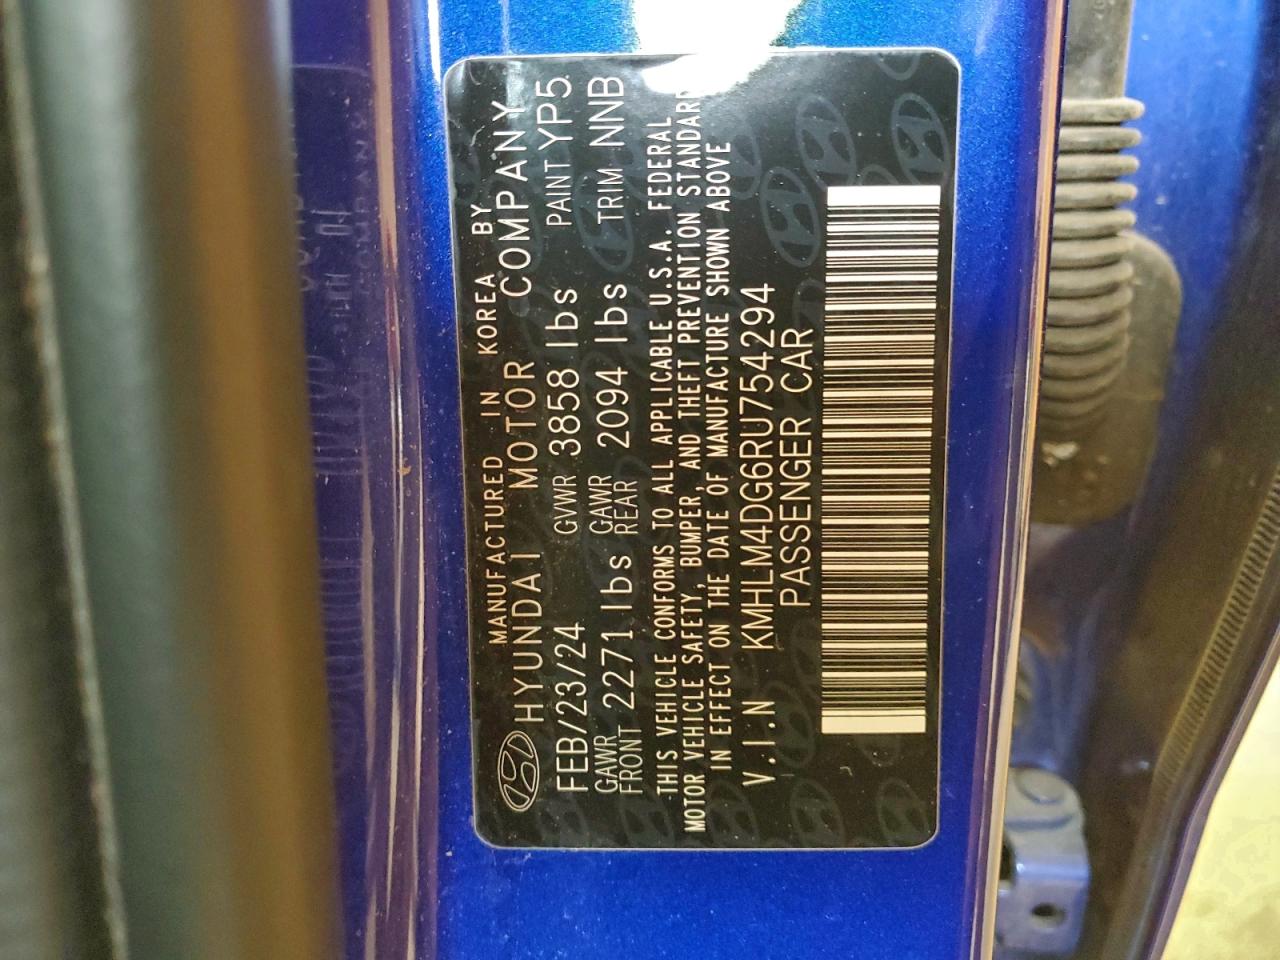 MANUFACTURED IN KOREA BY
HYUNDAI MOTOR COMPANY
FEB/23/24 GVWR 3858 lbs PAINT YP5
GAWR FRONT 2271 lbs GAWR REAR 2094 lbs TRIM NNB
THIS VEHICLE CONFORMS TO ALL APPLICABLE U.S.A. FEDERAL
MOTOR VEHICLE SAFETY, BUMPER, AND THEFT PREVENTION STANDARD
IN EFFECT ON THE DATE OF MANUFACTURE SHOWN ABOVE
V.I.N KMHLM4DG6RU754294
PASSENGER CAR